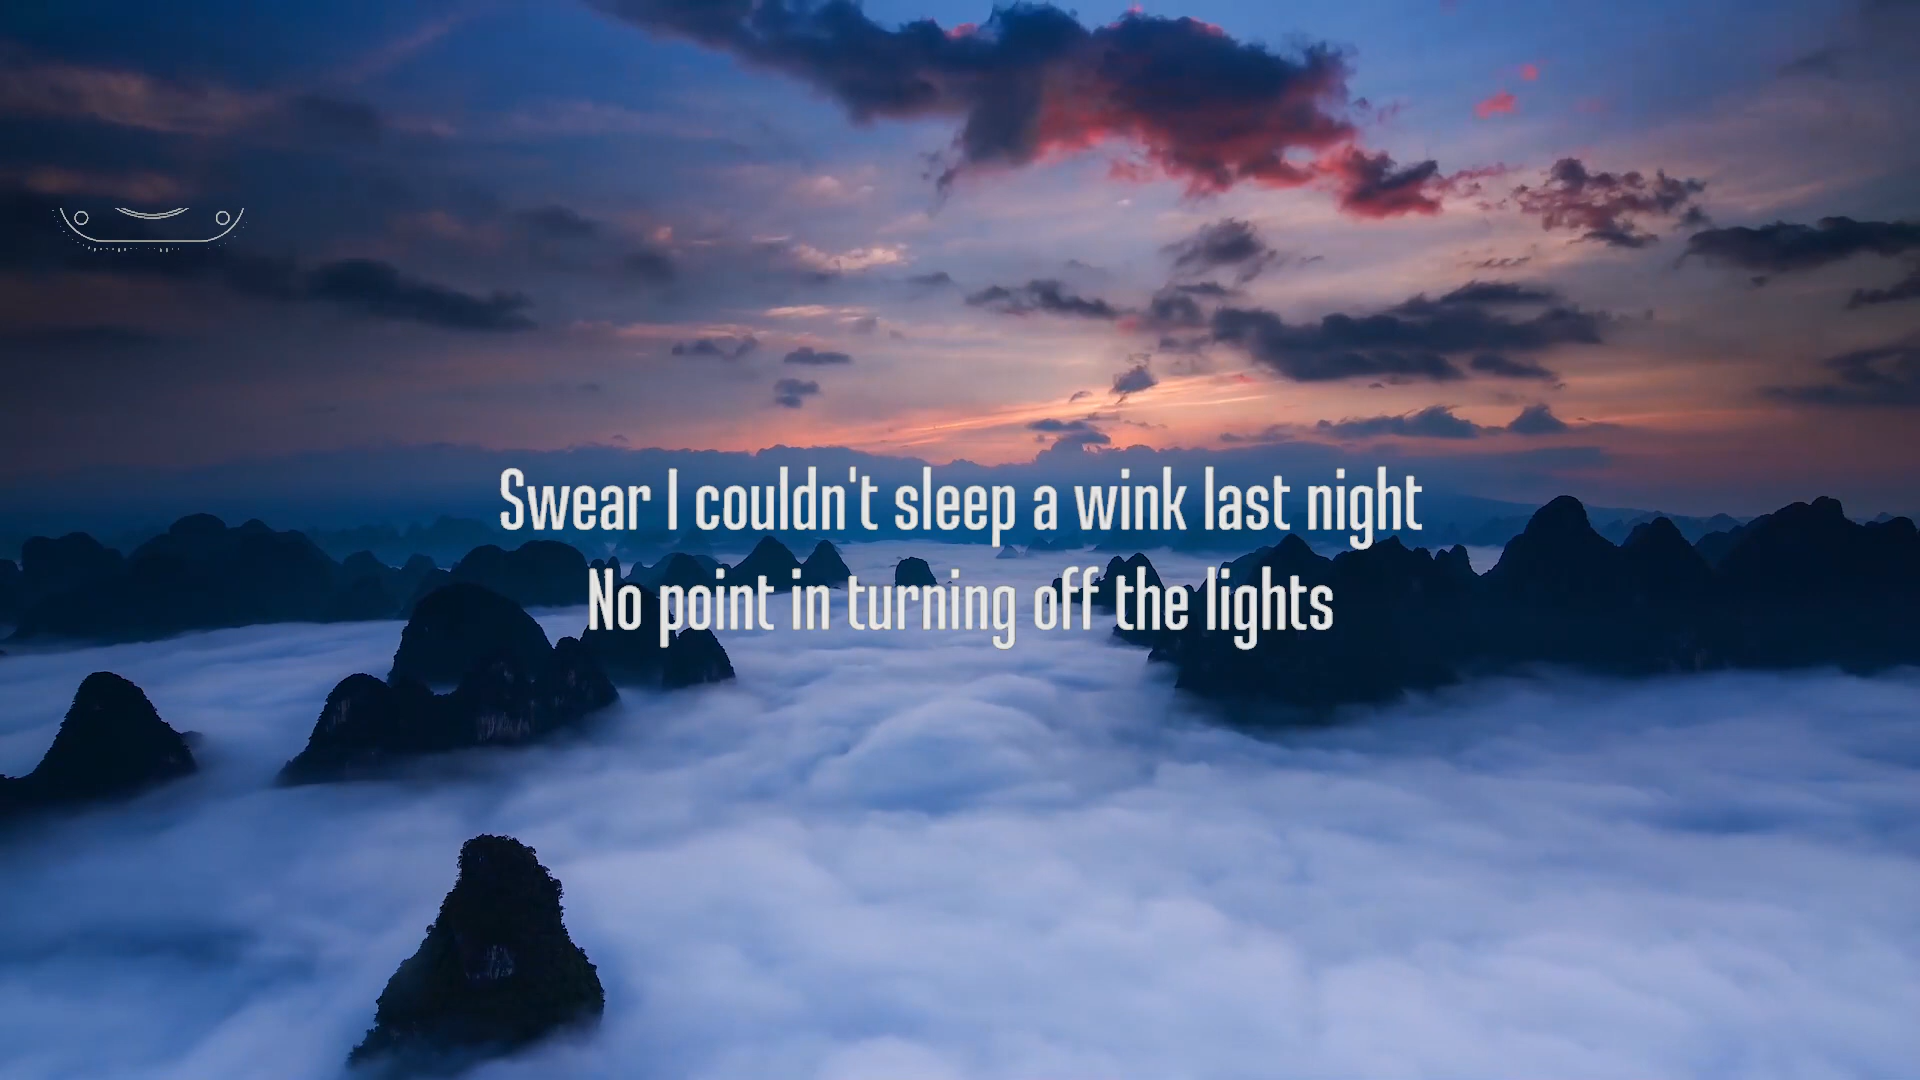 Swear I couldn't sleep a wink last night
No point in turning off the lights